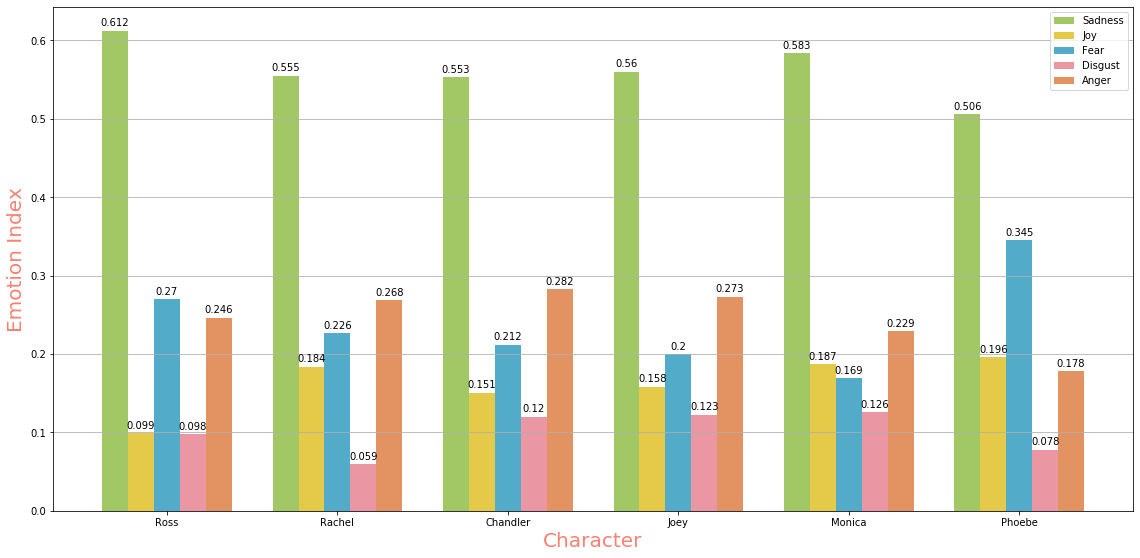 Sadness
Joy
Fear
Disgust
Anger
Emotion Index
0.6
0.5
0.4
0.3
0.2
0.1
0.0
0.612
0.099
0.27
0.098
0.246
0.555
0.184
0.226
0.059
0.268
0.553
0.151
0.212
0.12
0.282
0.56
0.158
0.2
0.123
0.273
0.583
0.187
0.169
0.126
0.229
0.506
0.196
0.345
0.078
0.178
Ross
Rachel
Chandler
Joey
Monica
Phoebe
Character